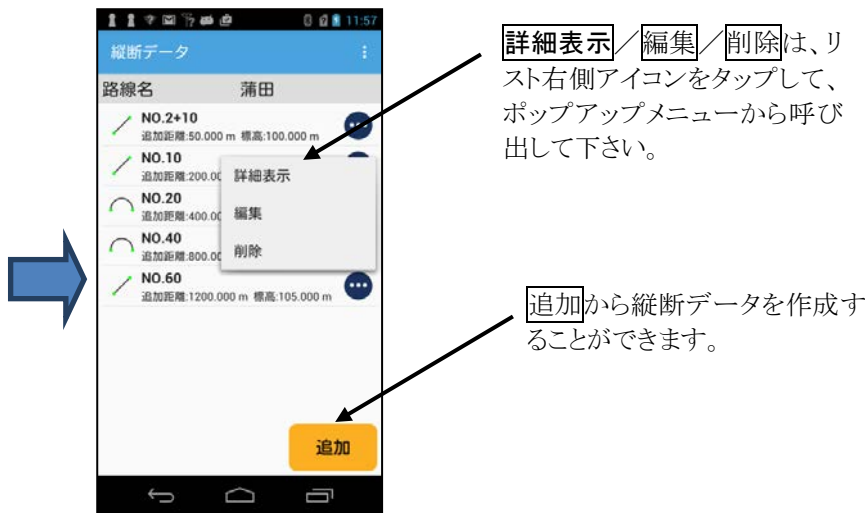 11:57
縦断データ
路線名 蒲田
NO.2+10
追加距離:50.000 m 標高:100.000 m
NO.10
追加距離:200.00
NO.20
追加距離:400.00
NO.40
追加距離:800.00
NO.60
追加距離:1200.000 m 標高:105.000 m
詳細表示
編集
削除
追加
詳細表示／編集／削除は、リ
スト右側アイコンをタップして、
ポップアップメニューから呼び
出して下さい。
追加から縦断データを作成す
ることができます。